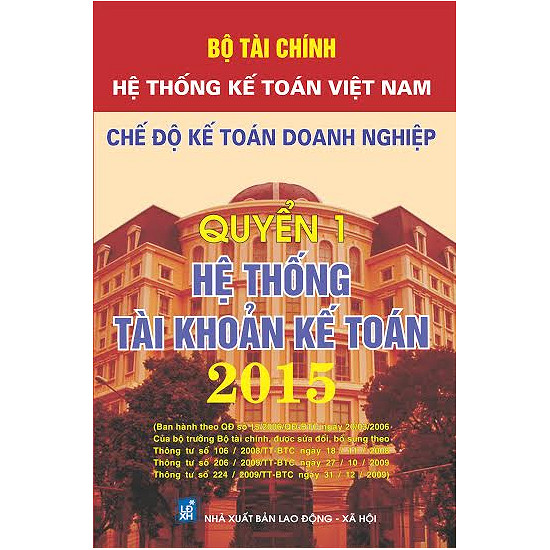 BỘ TÀI CHÍNH
HỆ THỐNG KẾ TOÁN VIỆT NAM
CHẾ ĐỘ KẾ TOÁN DOANH NGHIỆP
QUYỂN 1
HỆ THỐNG
TÀI KHOẢN KẾ TOÁN
2015
(Ban hành theo QĐ số 15/2006/QĐ-BTC ngày 20/03/2006
Của bộ trưởng Bộ tài chính, được sửa đổi, bổ sung theo
Thông tư số 106 / 2008/TT-BTC ngày 18 / 11 / 2008
Thông tư số 206 / 2009/TT-BTC ngày 27 / 10 / 2009
Thông tư số 224 / 2009/TT-BTC ngày 31 / 12 / 2009)
LĐ
XH
NHÀ XUẤT BẢN LAO ĐỘNG - XÃ HỘI